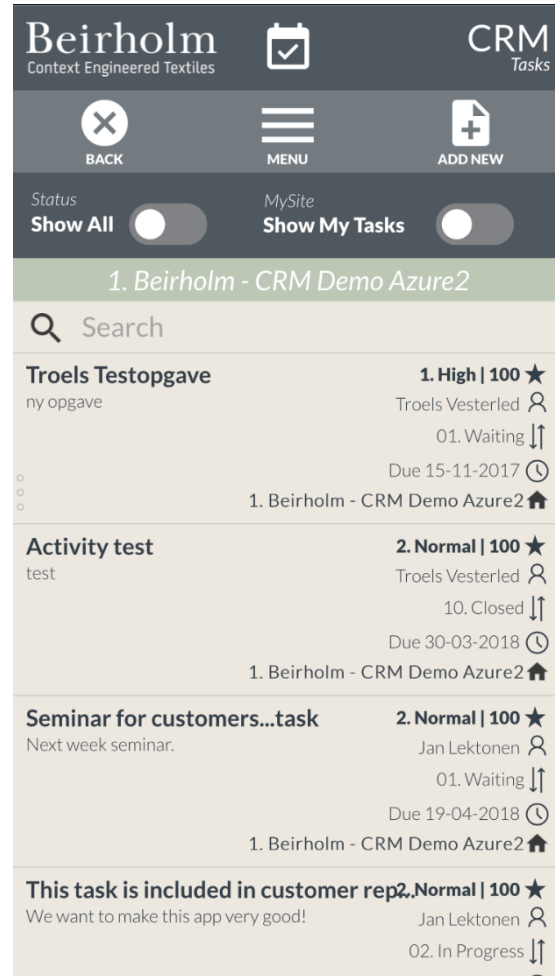 Beirholm
Context Engineered Textiles
CRM
Tasks
BACK
MENU
ADD NEW
Status
Show All
MySite
Show My Tasks
1. Beirholm - CRM Demo Azure2
Search
Troels Testopgave
1. High | 100
ny opgave
Troels Vesterled
01. Waiting
Due 15-11-2017
1. Beirholm - CRM Demo Azure2
Activity test
2. Normal | 100
test
Troels Vesterled
10. Closed
Due 30-03-2018
1. Beirholm - CRM Demo Azure2
Seminar for customers...task
2. Normal | 100
Next week seminar.
Jan Lektonen
01. Waiting
Due 19-04-2018
1. Beirholm - CRM Demo Azure2
This task is included in customer rep...
2. Normal | 100
We want to make this app very good!
Jan Lektonen
02. In Progress